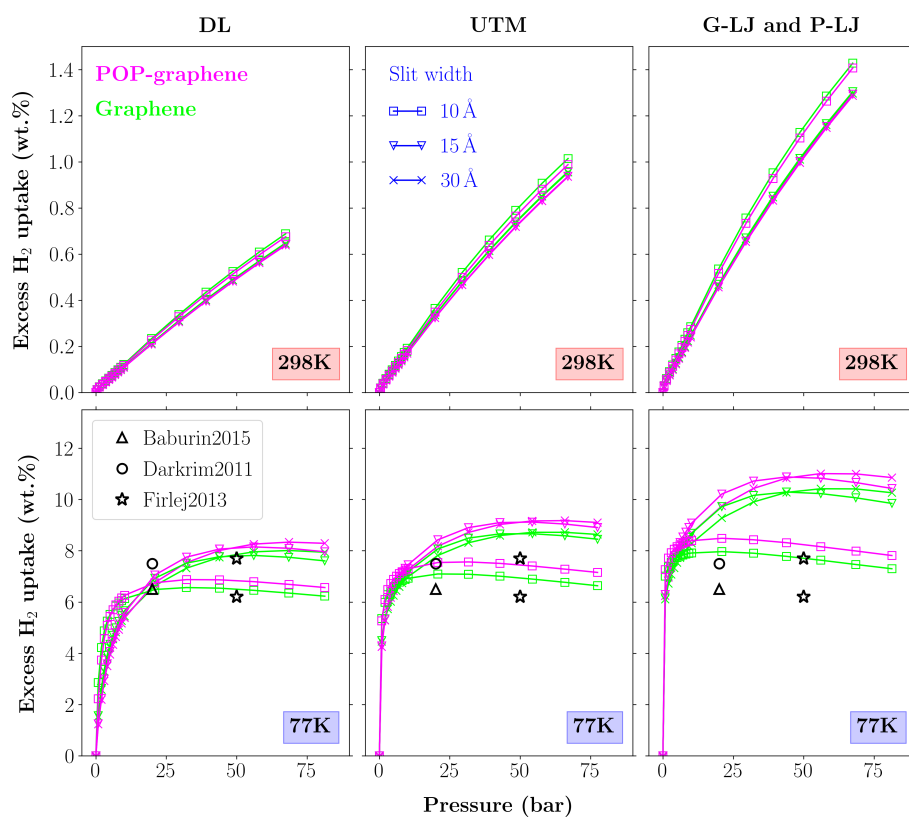 DL
UTM
G-LJ and P-LJ
Excess H₂ uptake (wt.%)
1.4
1.2
1.0
0.8
0.6
0.4
0.2
0.0
POP-graphene
Graphene
298K
Slit width
10 Å
15 Å
30 Å
298K
298K
Excess H₂ uptake (wt.%)
12
10
8
6
4
2
0
Baburin2015
Darkrim2011
Firlej2013
77K
77K
77K
0 25 50 75
0 25 50 75
0 25 50 75
Pressure (bar)